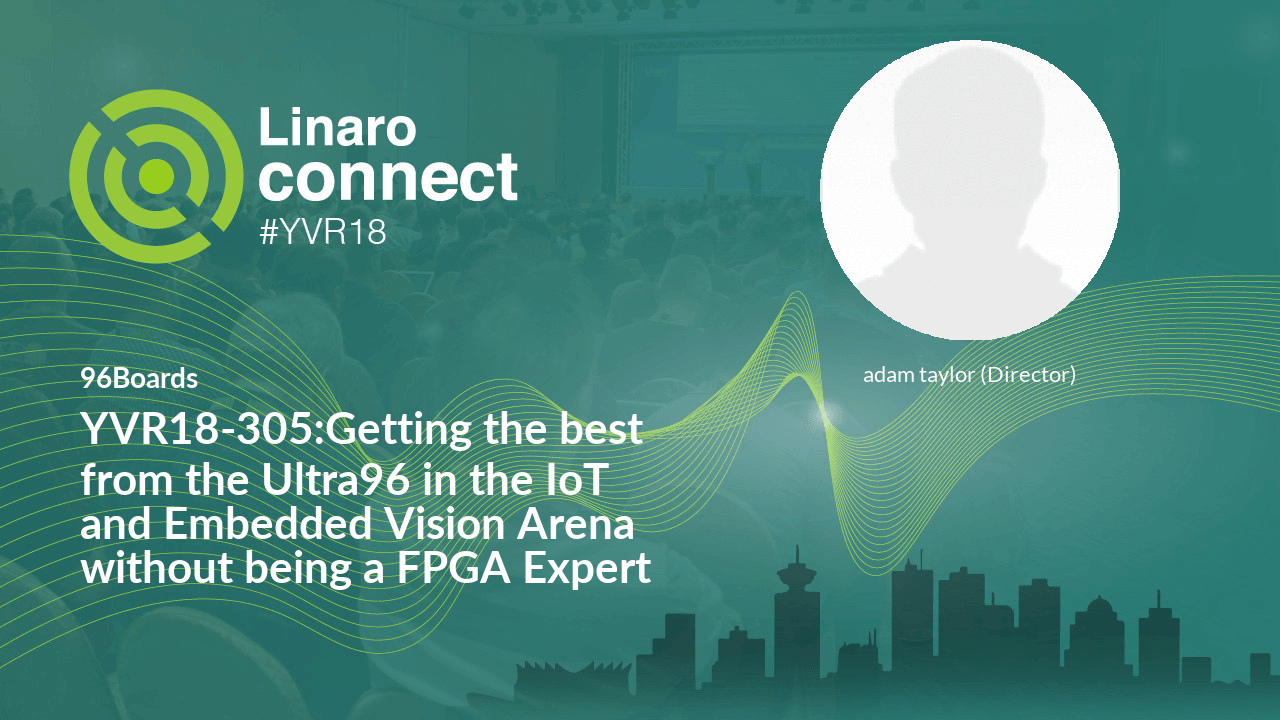 Linaro
connect
#YVR18
adam taylor (Director)
96Boards
YVR18-305:Getting the best
from the Ultra96 in the IoT
and Embedded Vision Arena
without being a FPGA Expert